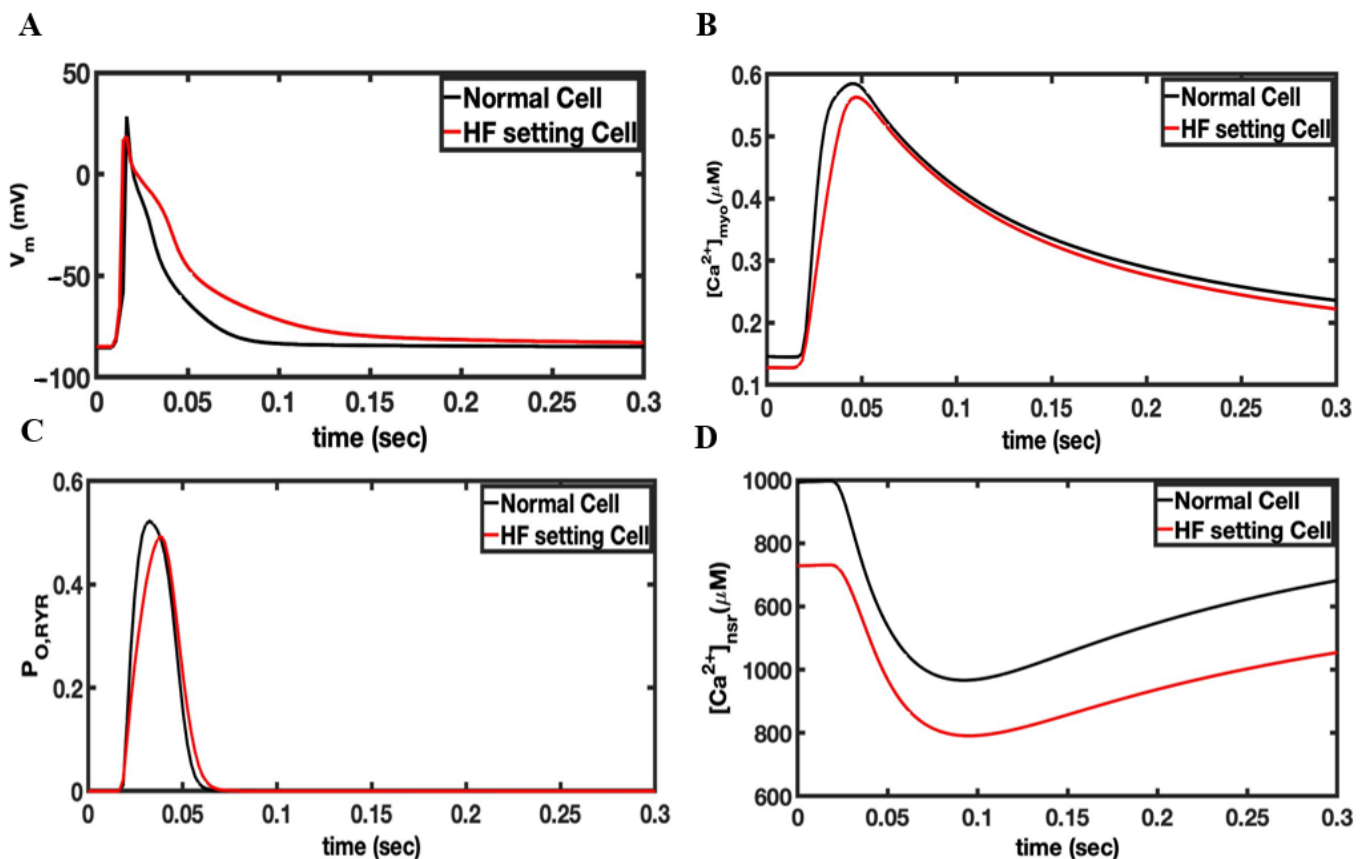 A
50
0
−50
−100
V_m (mV)
Normal Cell
HF setting Cell
0 0.05 0.1 0.15 0.2 0.25 0.3
time (sec)
B
0.6
0.5
0.4
0.3
0.2
0.1
[Ca²⁺]_myo(μM)
Normal Cell
HF setting Cell
0 0.05 0.1 0.15 0.2 0.25 0.3
time (sec)
C
0.6
0.4
0.2
0
P_O,RYR
Normal Cell
HF setting Cell
0 0.05 0.1 0.15 0.2 0.25 0.3
time (sec)
D
1000
800
600
1000
800
600
[Ca²⁺]_nsr(μM)
Normal Cell
HF setting Cell
0 0.05 0.1 0.15 0.2 0.25 0.3
time (sec)